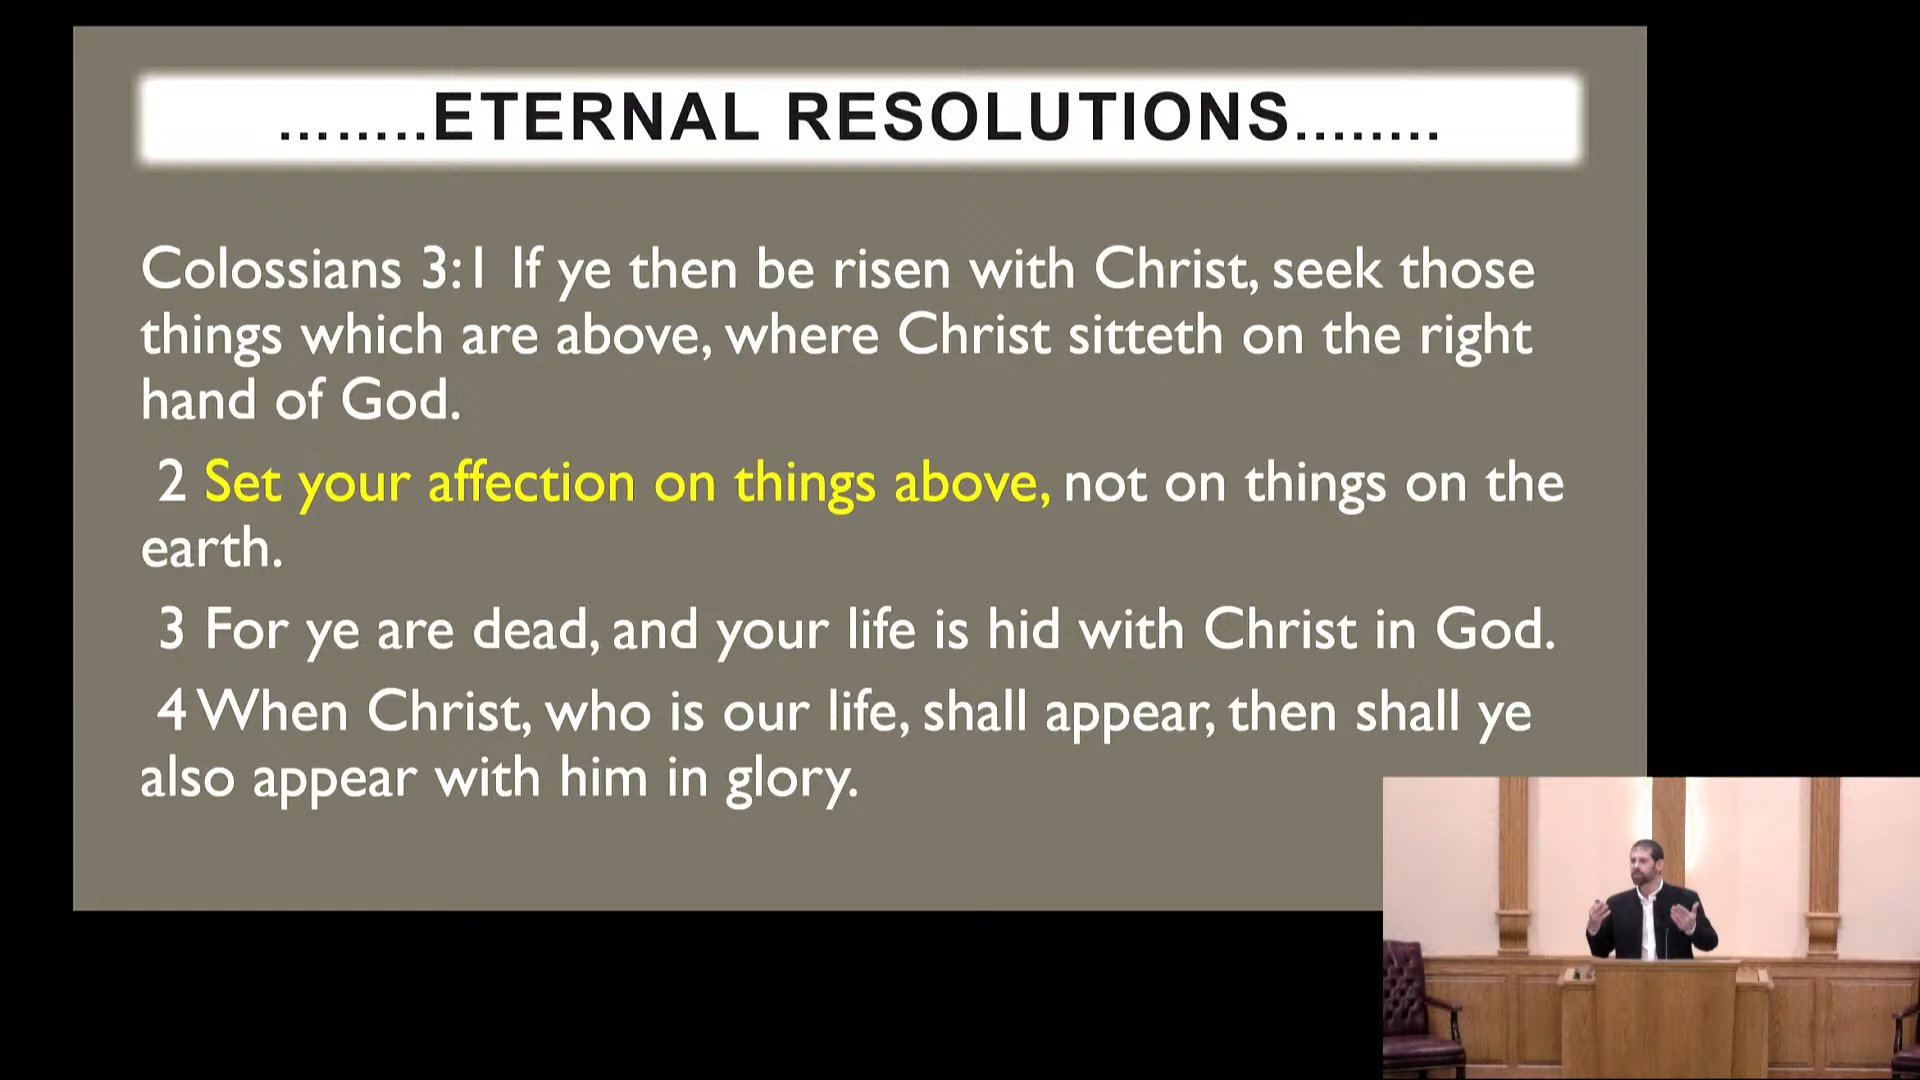 ........ETERNAL RESOLUTIONS........
Colossians 3:1 If ye then be risen with Christ, seek those
things which are above, where Christ sitteth on the right
hand of God.
2 Set your affection on things above, not on things on the
earth.
3 For ye are dead, and your life is hid with Christ in God.
4 When Christ, who is our life, shall appear, then shall ye
also appear with him in glory.